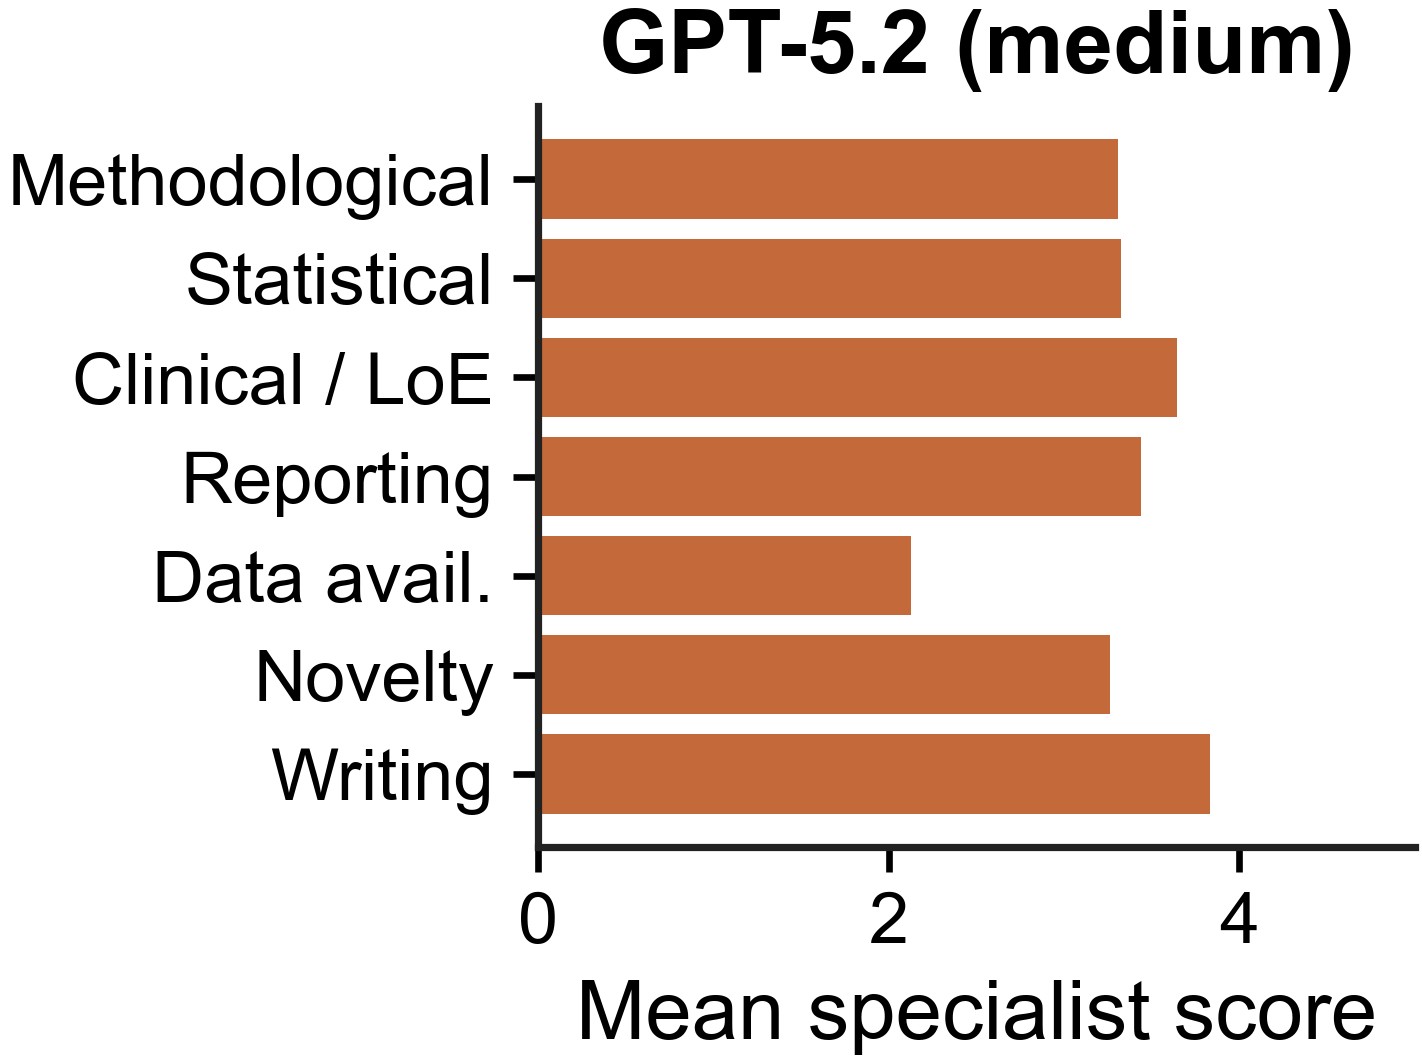 GPT-5.2 (medium)
Methodological
Statistical
Clinical / LoE
Reporting
Data avail.
Novelty
Writing
0 2 4
Mean specialist score